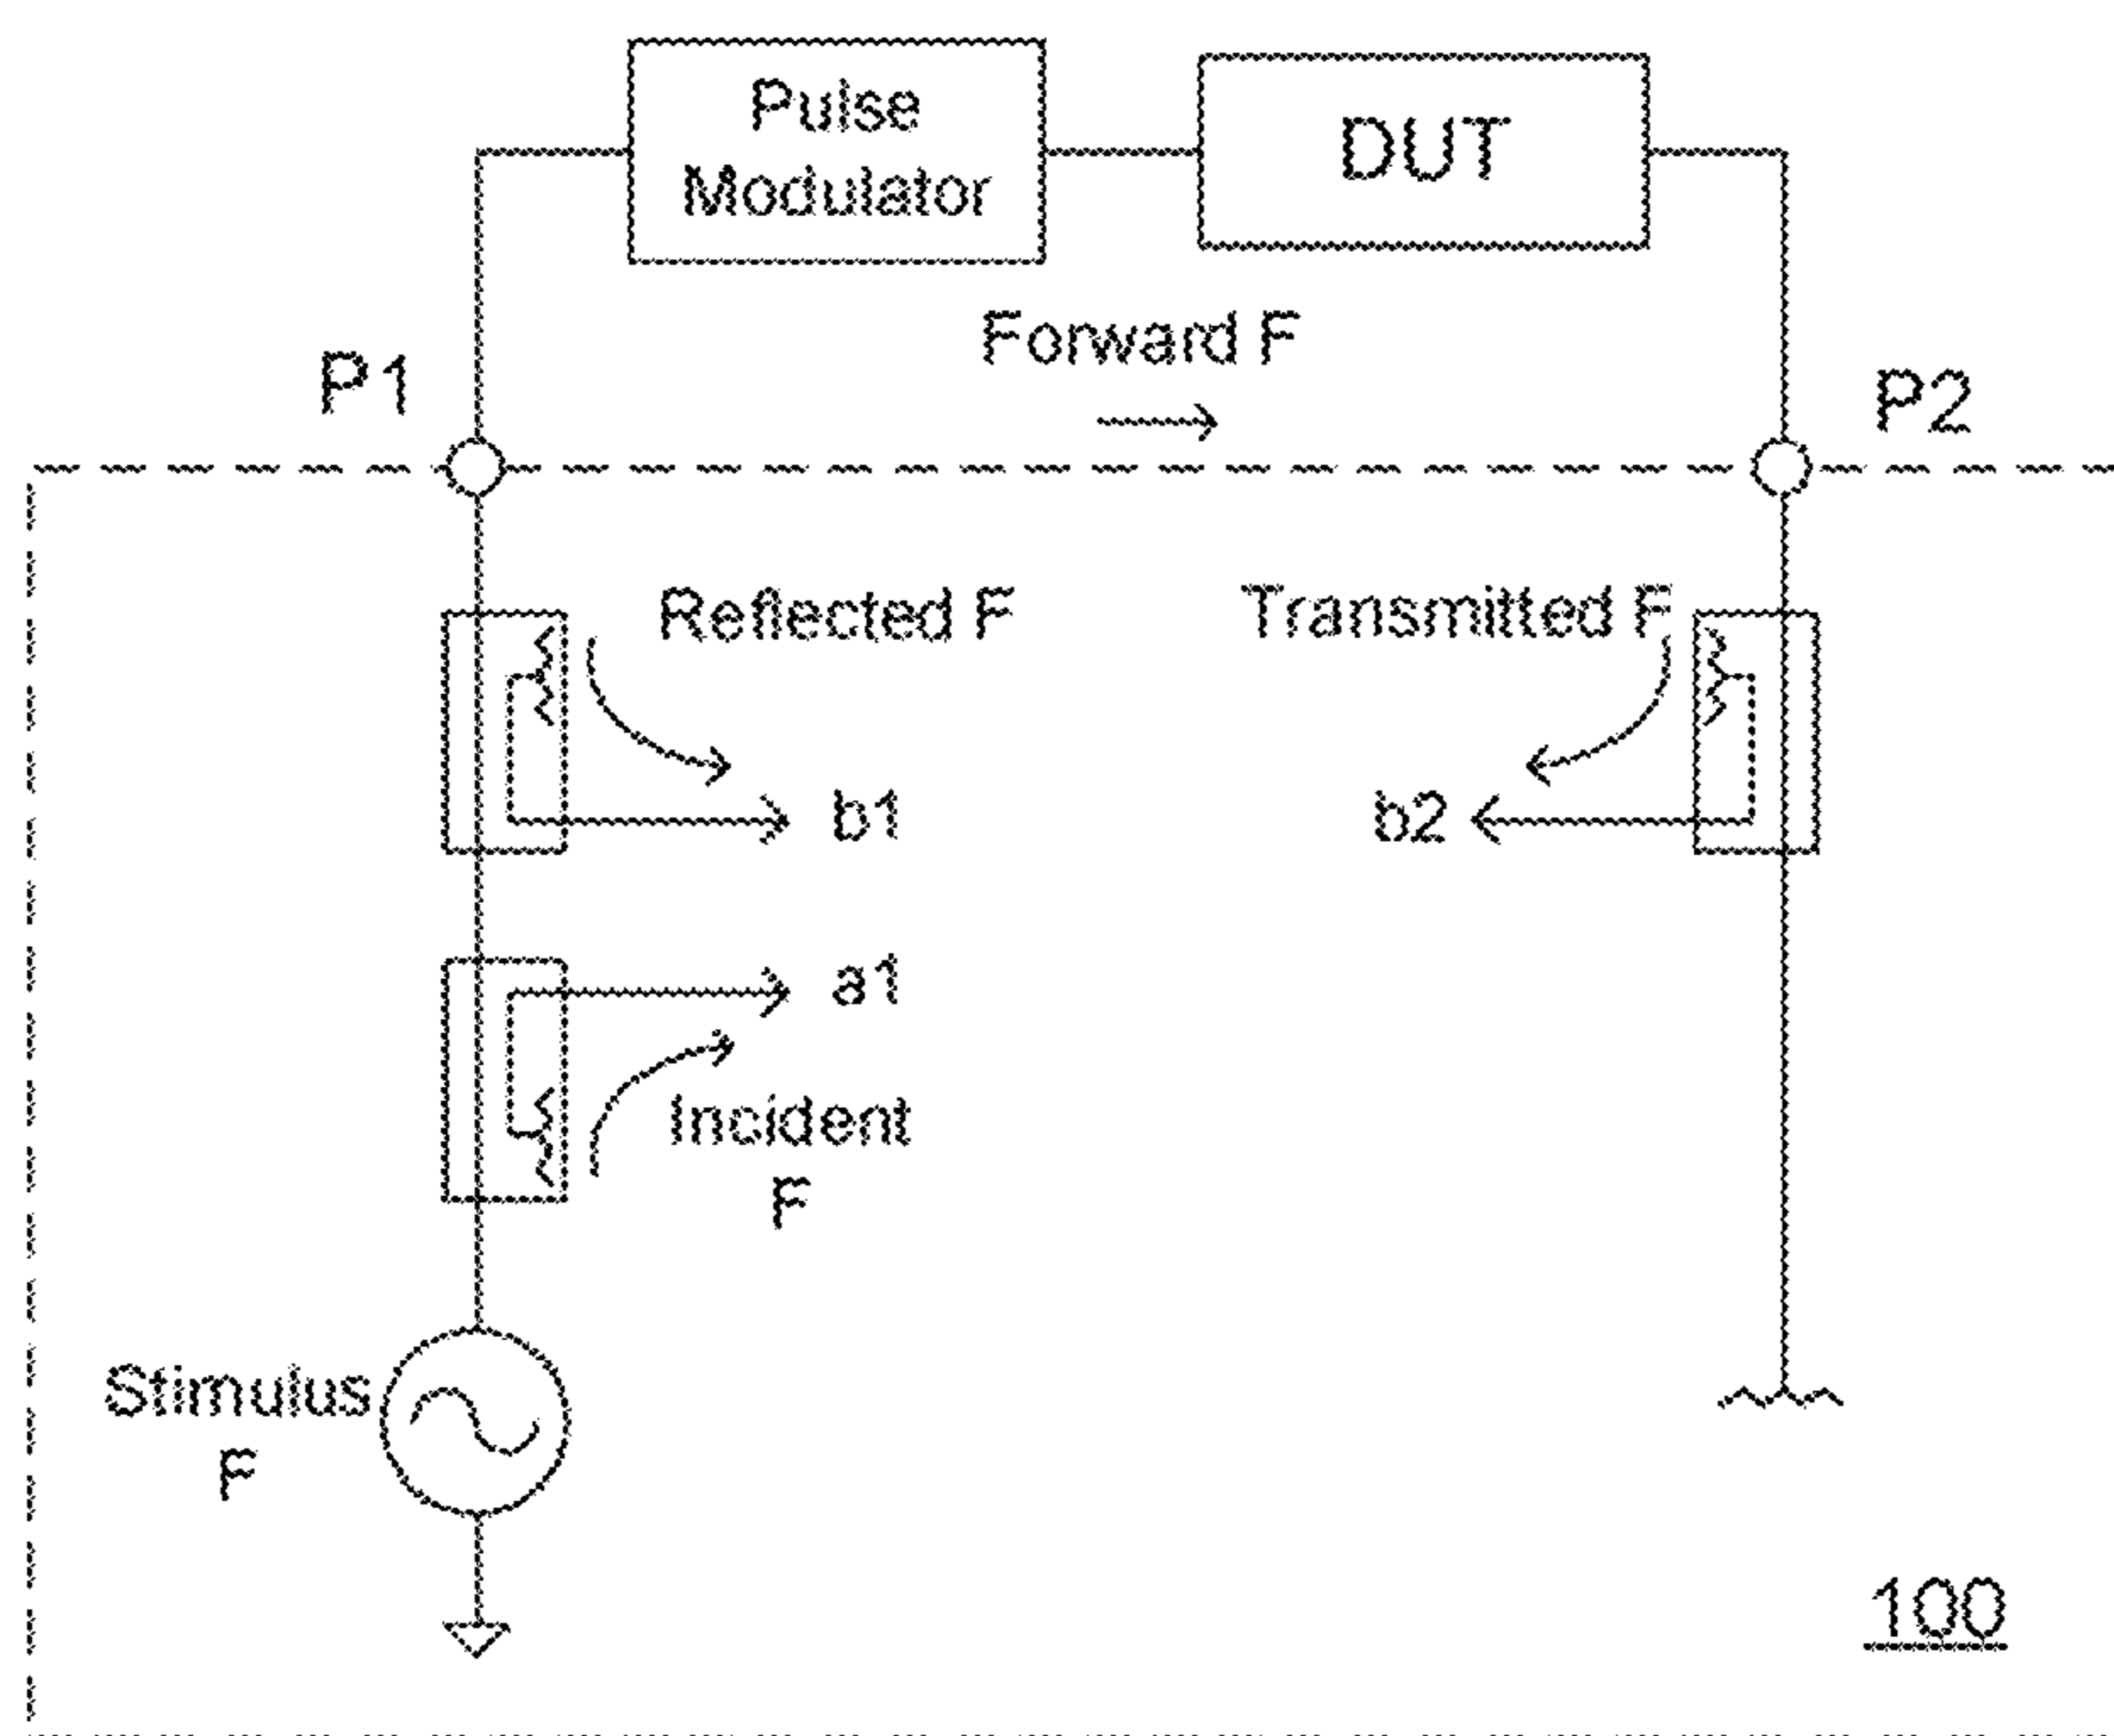 Pulse
Modulator
DUT
Forward F
P1
P2
Reflected F
Transmitted F
b1
b2
a1
Incident
F
Stimulus
F
100